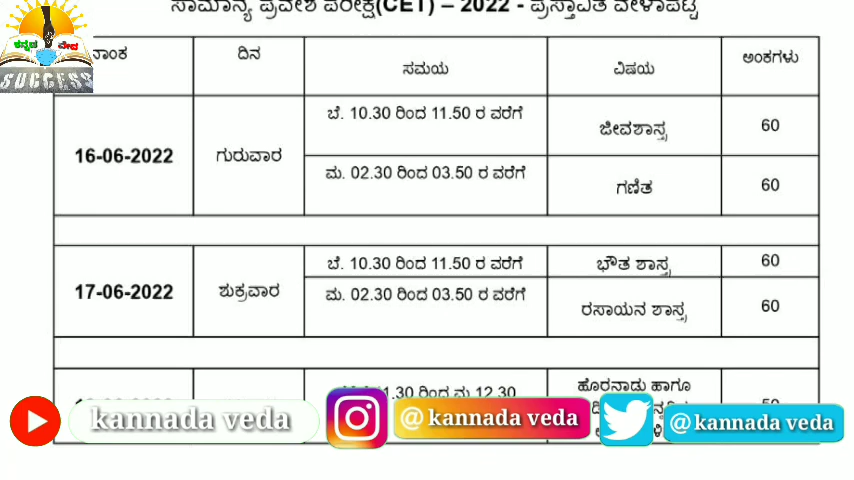 ಸಾಮಾನ್ಯ ಪ್ರವೇಶ ಪರೀಕ್ಷೆ(CET) – 2022 - ಪ್ರಸ್ತಾವಿತ ವೇಳಾಪಟ್ಟಿ
ಕನ್ನಡ ವೇದ
SUCCESS
ನಾಂಕ ದಿನ ಸಮಯ ವಿಷಯ ಅಂಕಗಳು
16-06-2022 ಗುರುವಾರ ಬೆ. 10.30 ರಿಂದ 11.50 ರ ವರೆಗೆ ಜೀವಶಾಸ್ತ್ರ 60
ಮ. 02.30 ರಿಂದ 03.50 ರ ವರೆಗೆ ಗಣಿತ 60
17-06-2022 ಶುಕ್ರವಾರ ಬೆ. 10.30 ರಿಂದ 11.50 ರ ವರೆಗೆ ಭೌತ ಶಾಸ್ತ್ರ 60
ಮ. 02.30 ರಿಂದ 03.50 ರ ವರೆಗೆ ರಸಾಯನ ಶಾಸ್ತ್ರ 60
11.30 ರಿಂದ ಮ 12.30 ಹೊರನಾಡು ಹಾಗೂ
50
kannada veda @kannada veda @kannada veda